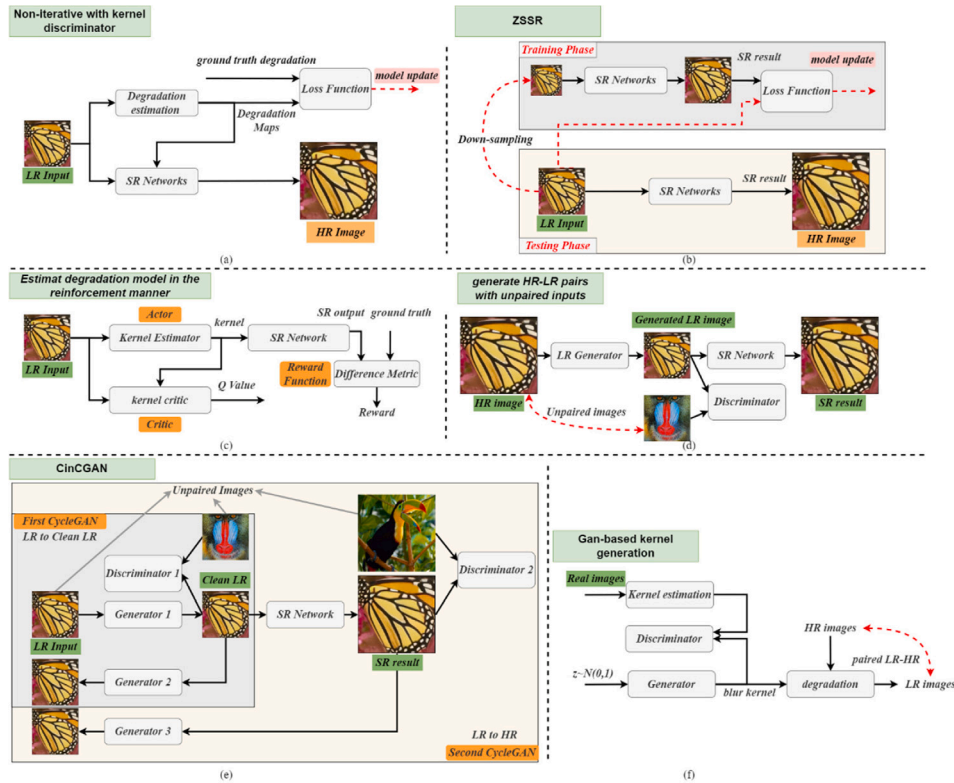 Non-iterative with kernel
discriminator
ground truth degradation
model update
Loss Function
Degradation
estimation
Degradation
Maps
LR Input
SR Networks
HR Image
(a)
ZSSR
Training Phase
SR result
model update
SR Networks
Loss Function
Down-sampling
SR Networks
SR result
LR Input
HR Image
Testing Phase
(b)
Estimat degradation model in the
reinforcement manner
Actor
kernel
SR output
ground truth
Kernel Estimator
SR Network
LR Input
Reward
Function
Difference Metric
Q Value
kernel critic
Reward
Critic
(c)
generate HR-LR pairs
with unpaired inputs
Generated LR image
LR Generator
SR Network
Discriminator
HR image
Unpaired images
SR result
(d)
CinCGAN
Unpaired Images
First CycleGAN
LR to Clean LR
Discriminator 1
Clean LR
Discriminator 2
Generator 1
SR Network
LR Input
SR result
Generator 2
Generator 3
LR to HR
Second CycleGAN
(e)
Gan-based kernel
generation
Real images
Kernel estimation
Discriminator
HR images
paired LR-HR
z~N(0,1)
Generator
blur kernel
degradation
LR images
(f)